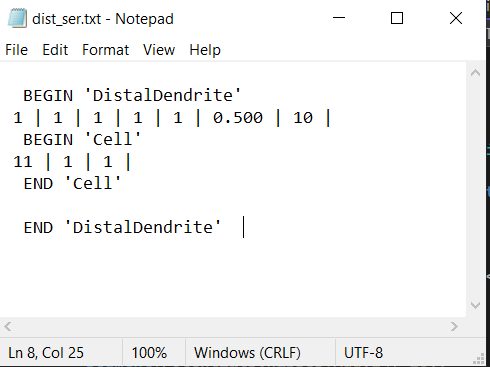 dist_ser.txt - Notepad
File Edit Format View Help
BEGIN 'DistalDendrite'
1 | 1 | 1 | 1 | 1 | 0.500 | 10 |
BEGIN 'Cell'
11 | 1 | 1 |
END 'Cell'
END 'DistalDendrite'
Ln 8, Col 25 100% Windows (CRLF) UTF-8